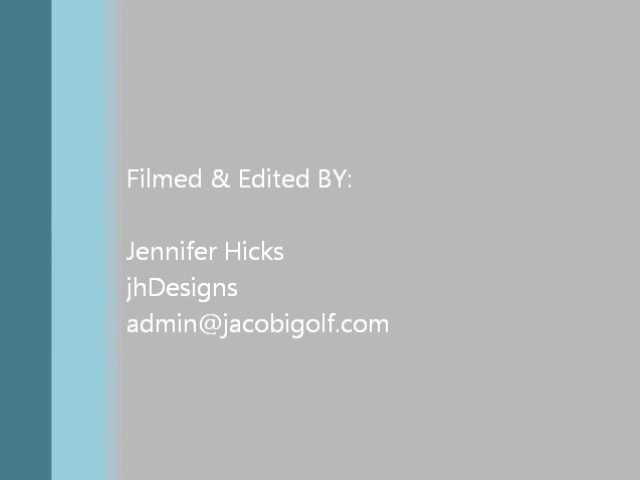 Filmed & Edited BY:
Jennifer Hicks
jhDesigns
admin@jacobigolf.com